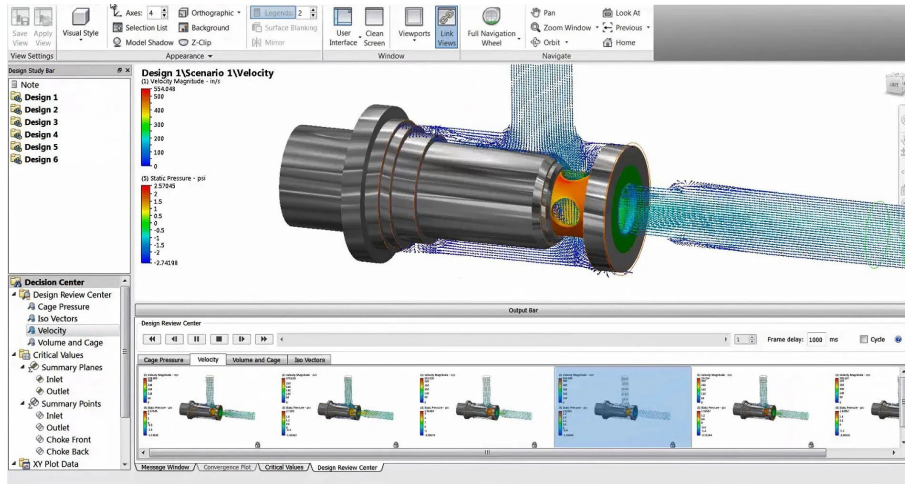 Save View
Apply View
Visual Style
Axes: 4
Selection List
Model Shadow
Orthographic
Background
Z-Clip
Legends: 2
Surface Blanking
Mirror
User Interface
Clean Screen
Viewports
Link Views
Full Navigation Wheel
Pan
Zoom Window
Orbit
Look At
Previous
Home
View Settings
Appearance
Window
Navigate
Design Study Bar
Note
Design 1
Design 2
Design 3
Design 4
Design 5
Design 6
Design 1\Scenario 1\Velocity
(1) Velocity Magnitude - in/s
554.048
500
400
300
200
100
0
(5) Static Pressure - psi
2.57045
2
1.5
1
0.5
0
-0.5
-1
-1.5
-2
-2.74198
Decision Center
Design Review Center
Cage Pressure
Iso Vectors
Velocity
Volume and Cage
Critical Values
Summary Planes
Inlet
Outlet
Summary Points
Inlet
Outlet
Choke Front
Choke Back
XY Plot Data
Output Bar
Design Review Center
1
Frame delay: 1000 ms
Cycle
Cage Pressure
Velocity
Volume and Cage
Iso Vectors
Message Window
Convergence Plot
Critical Values
Design Review Center